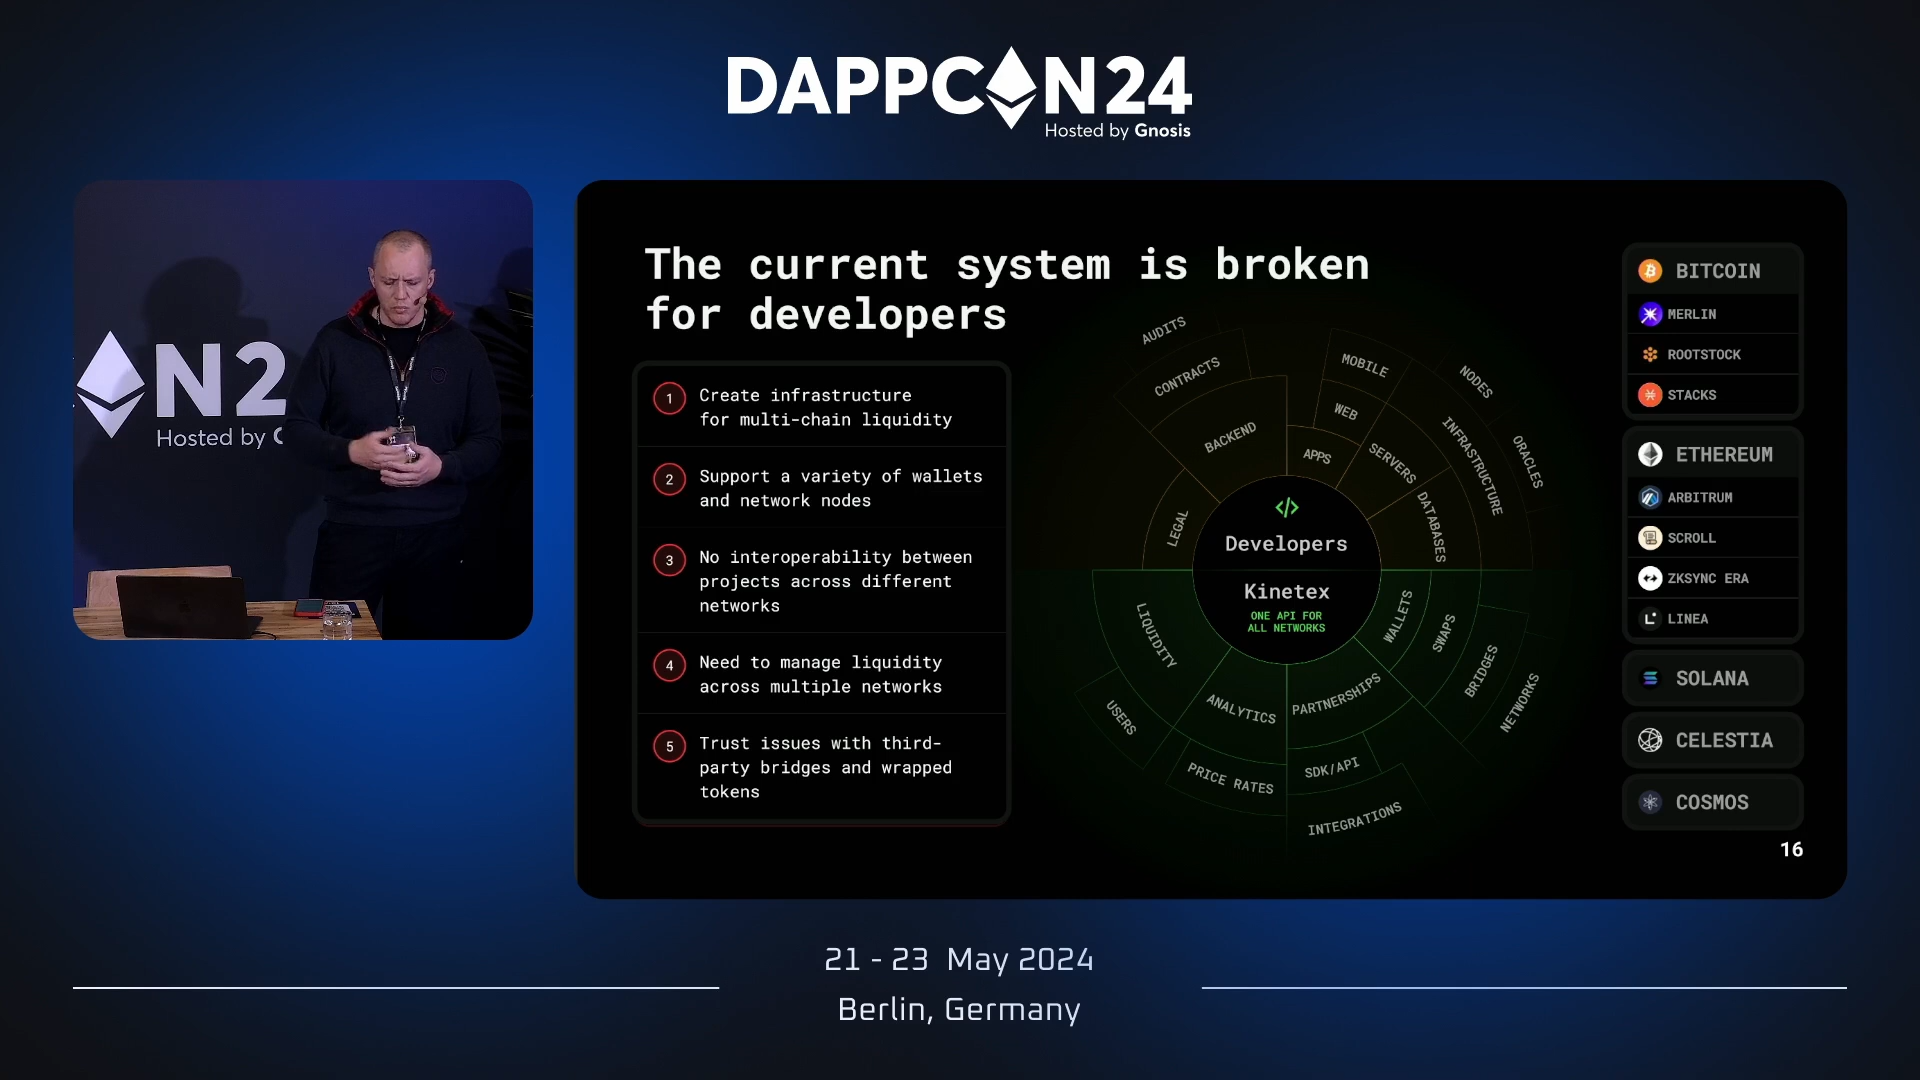 DAPPCON24
Hosted by Gnosis
N2
Hosted by
The current system is broken
for developers
1
Create infrastructure
for multi-chain liquidity
2
Support a variety of wallets
and network nodes
3
No interoperability between
projects across different
networks
4
Need to manage liquidity
across multiple networks
5
Trust issues with third-
party bridges and wrapped
tokens
AUDITS
CONTRACTS
BACKEND
LEGAL
MOBILE
WEB
APPS
SERVERS
DATABASES
INFRASTRUCTURE
NODES
ORACLES
</>
Developers
Kinetex
ONE API FOR
ALL NETWORKS
LIQUIDITY
USERS
ANALYTICS
PRICE RATES
PARTNERSHIPS
SDK/API
INTEGRATIONS
WALLETS
SWAPS
BRIDGES
NETWORKS
BITCOIN
MERLIN
ROOTSTOCK
STACKS
ETHEREUM
ARBITRUM
SCROLL
ZKSYNC ERA
LINEA
SOLANA
CELESTIA
COSMOS
16
21 - 23 May 2024
Berlin, Germany